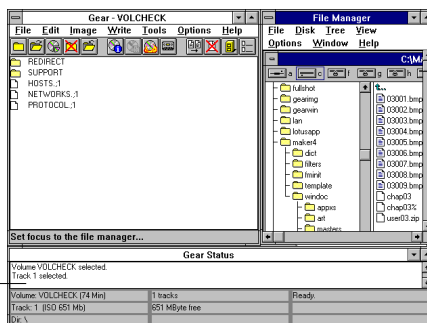 Gear - VOLCHECK
File Edit Image Write Tools Options Help
REDIRECT
SUPPORT
HOSTS.;1
NETWORKS.;1
PROTOCOL.;1
Set focus to the file manager...
File Manager
File Disk Tree View
Options Window Help
C:\MA
a c f g h
fullshot
gearimg
gearwin
lan
lotusapp
maker4
dict
filters
fminit
template
windoc
appxs
art
masters
03001.bmp
03002.bmp
03003.bmp
03004.bmp
03005.bmp
03006.bmp
03007.bmp
03008.bmp
03009.bmp
chap03
chap03%
user03.zip
Gear Status
Volume VOLCHECK selected.
Track 1 selected.
Volume: VOLCHECK (74 Min) 1 tracks Ready.
Track: 1 (ISO 651 Mb) 651 MByte free
Dir: \